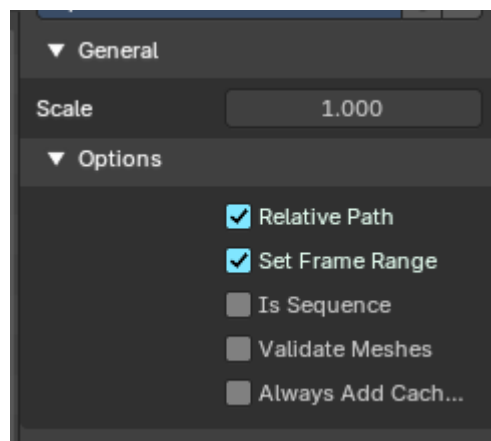 General
Scale 1.000
Options
Relative Path
Set Frame Range
Is Sequence
Validate Meshes
Always Add Cach...